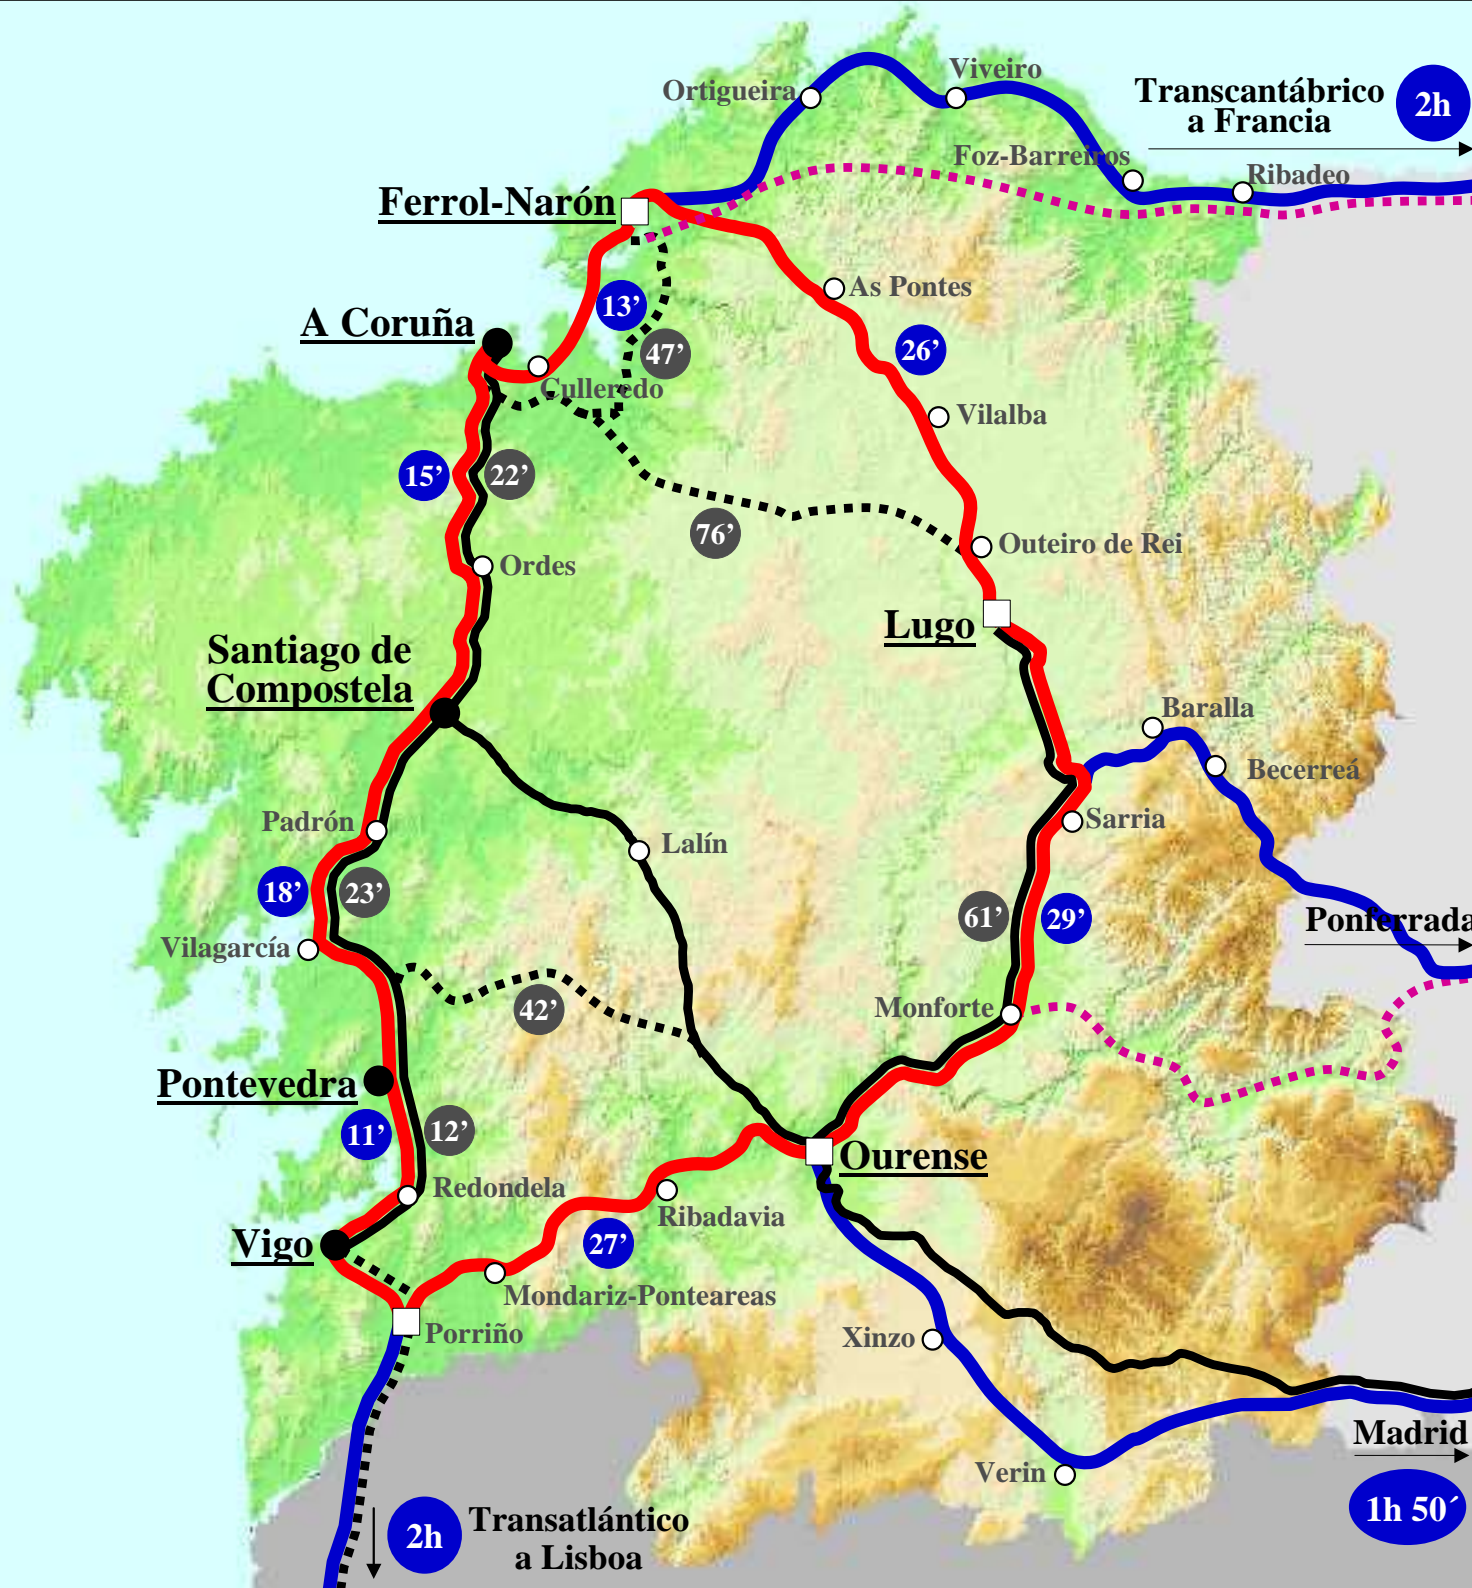 Ortigueira
Viveiro
Transcantábrico
a Francia
2h
Foz-Barreiros
Ribadeo
Ferrol-Narón
As Pontes
13’
A Coruña
26’
47’
Culleredo
Vilalba
15’
22’
76’
Outeiro de Rei
Ordes
Lugo
Santiago de
Compostela
Baralla
Becerreá
Padrón
Sarria
Lalín
18’
23’
61’
29’
Ponferrada
Vilagarcía
42’
Monforte
Pontevedra
11’
12’
Ourense
Redondela
Ribadavia
Vigo
27’
Mondariz-Ponteareas
Porriño
Xinzo
Madrid
Verin
1h 50´
2h
Transatlántico
a Lisboa